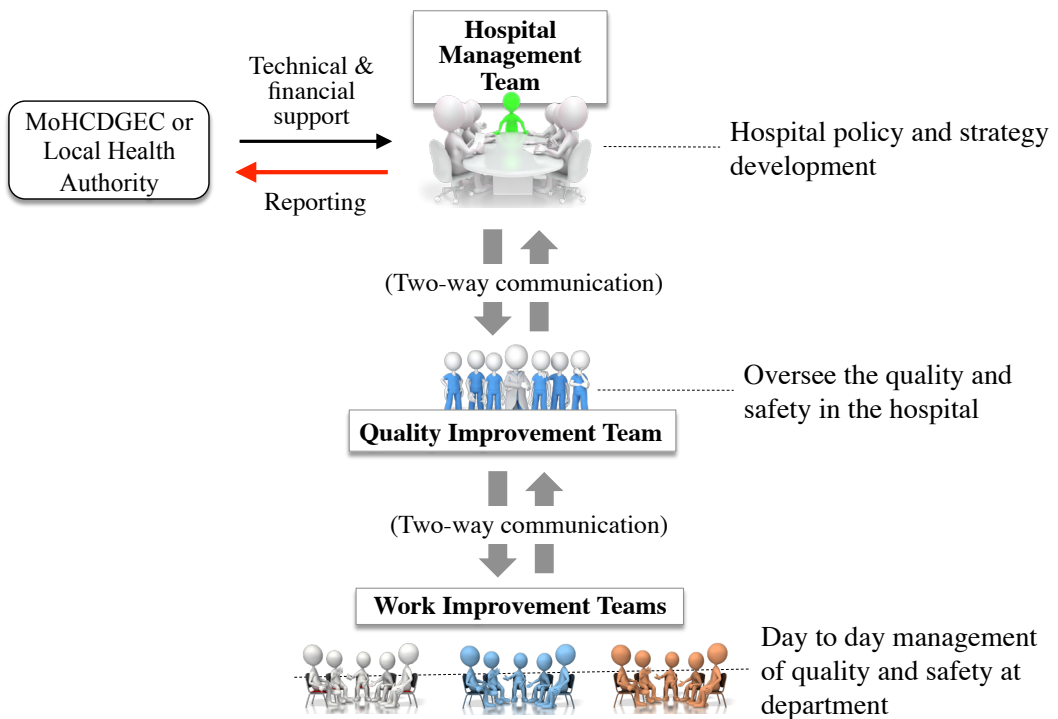 Hospital
Management
Team
Technical &
financial
support
MoHCDGEC or
Local Health
Authority
Reporting
Hospital policy and strategy
development
(Two-way communication)
Oversee the quality and
safety in the hospital
Quality Improvement Team
(Two-way communication)
Work Improvement Teams
Day to day management
of quality and safety at
department